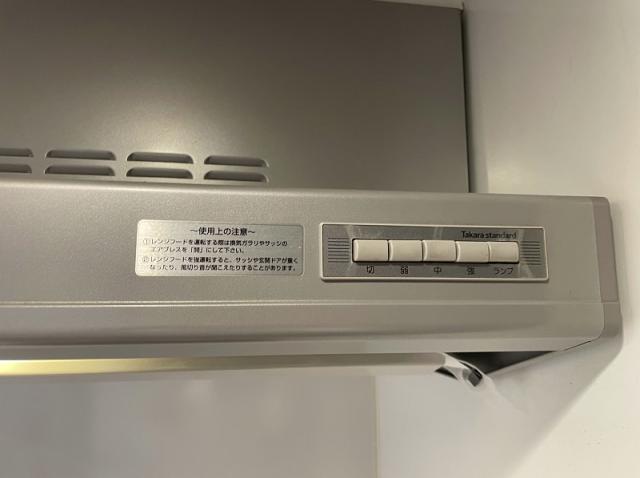 ～使用上の注意～
①レンジフードを運転する際は換気ガラリやサッシの
エアブレスを「開」にして下さい。
②レンジフードを強運転すると、サッシや玄関ドアが重く
なったり、風切り音が聞こえたりすることがあります。
Takara standard
切 弱 中 強 ランプ